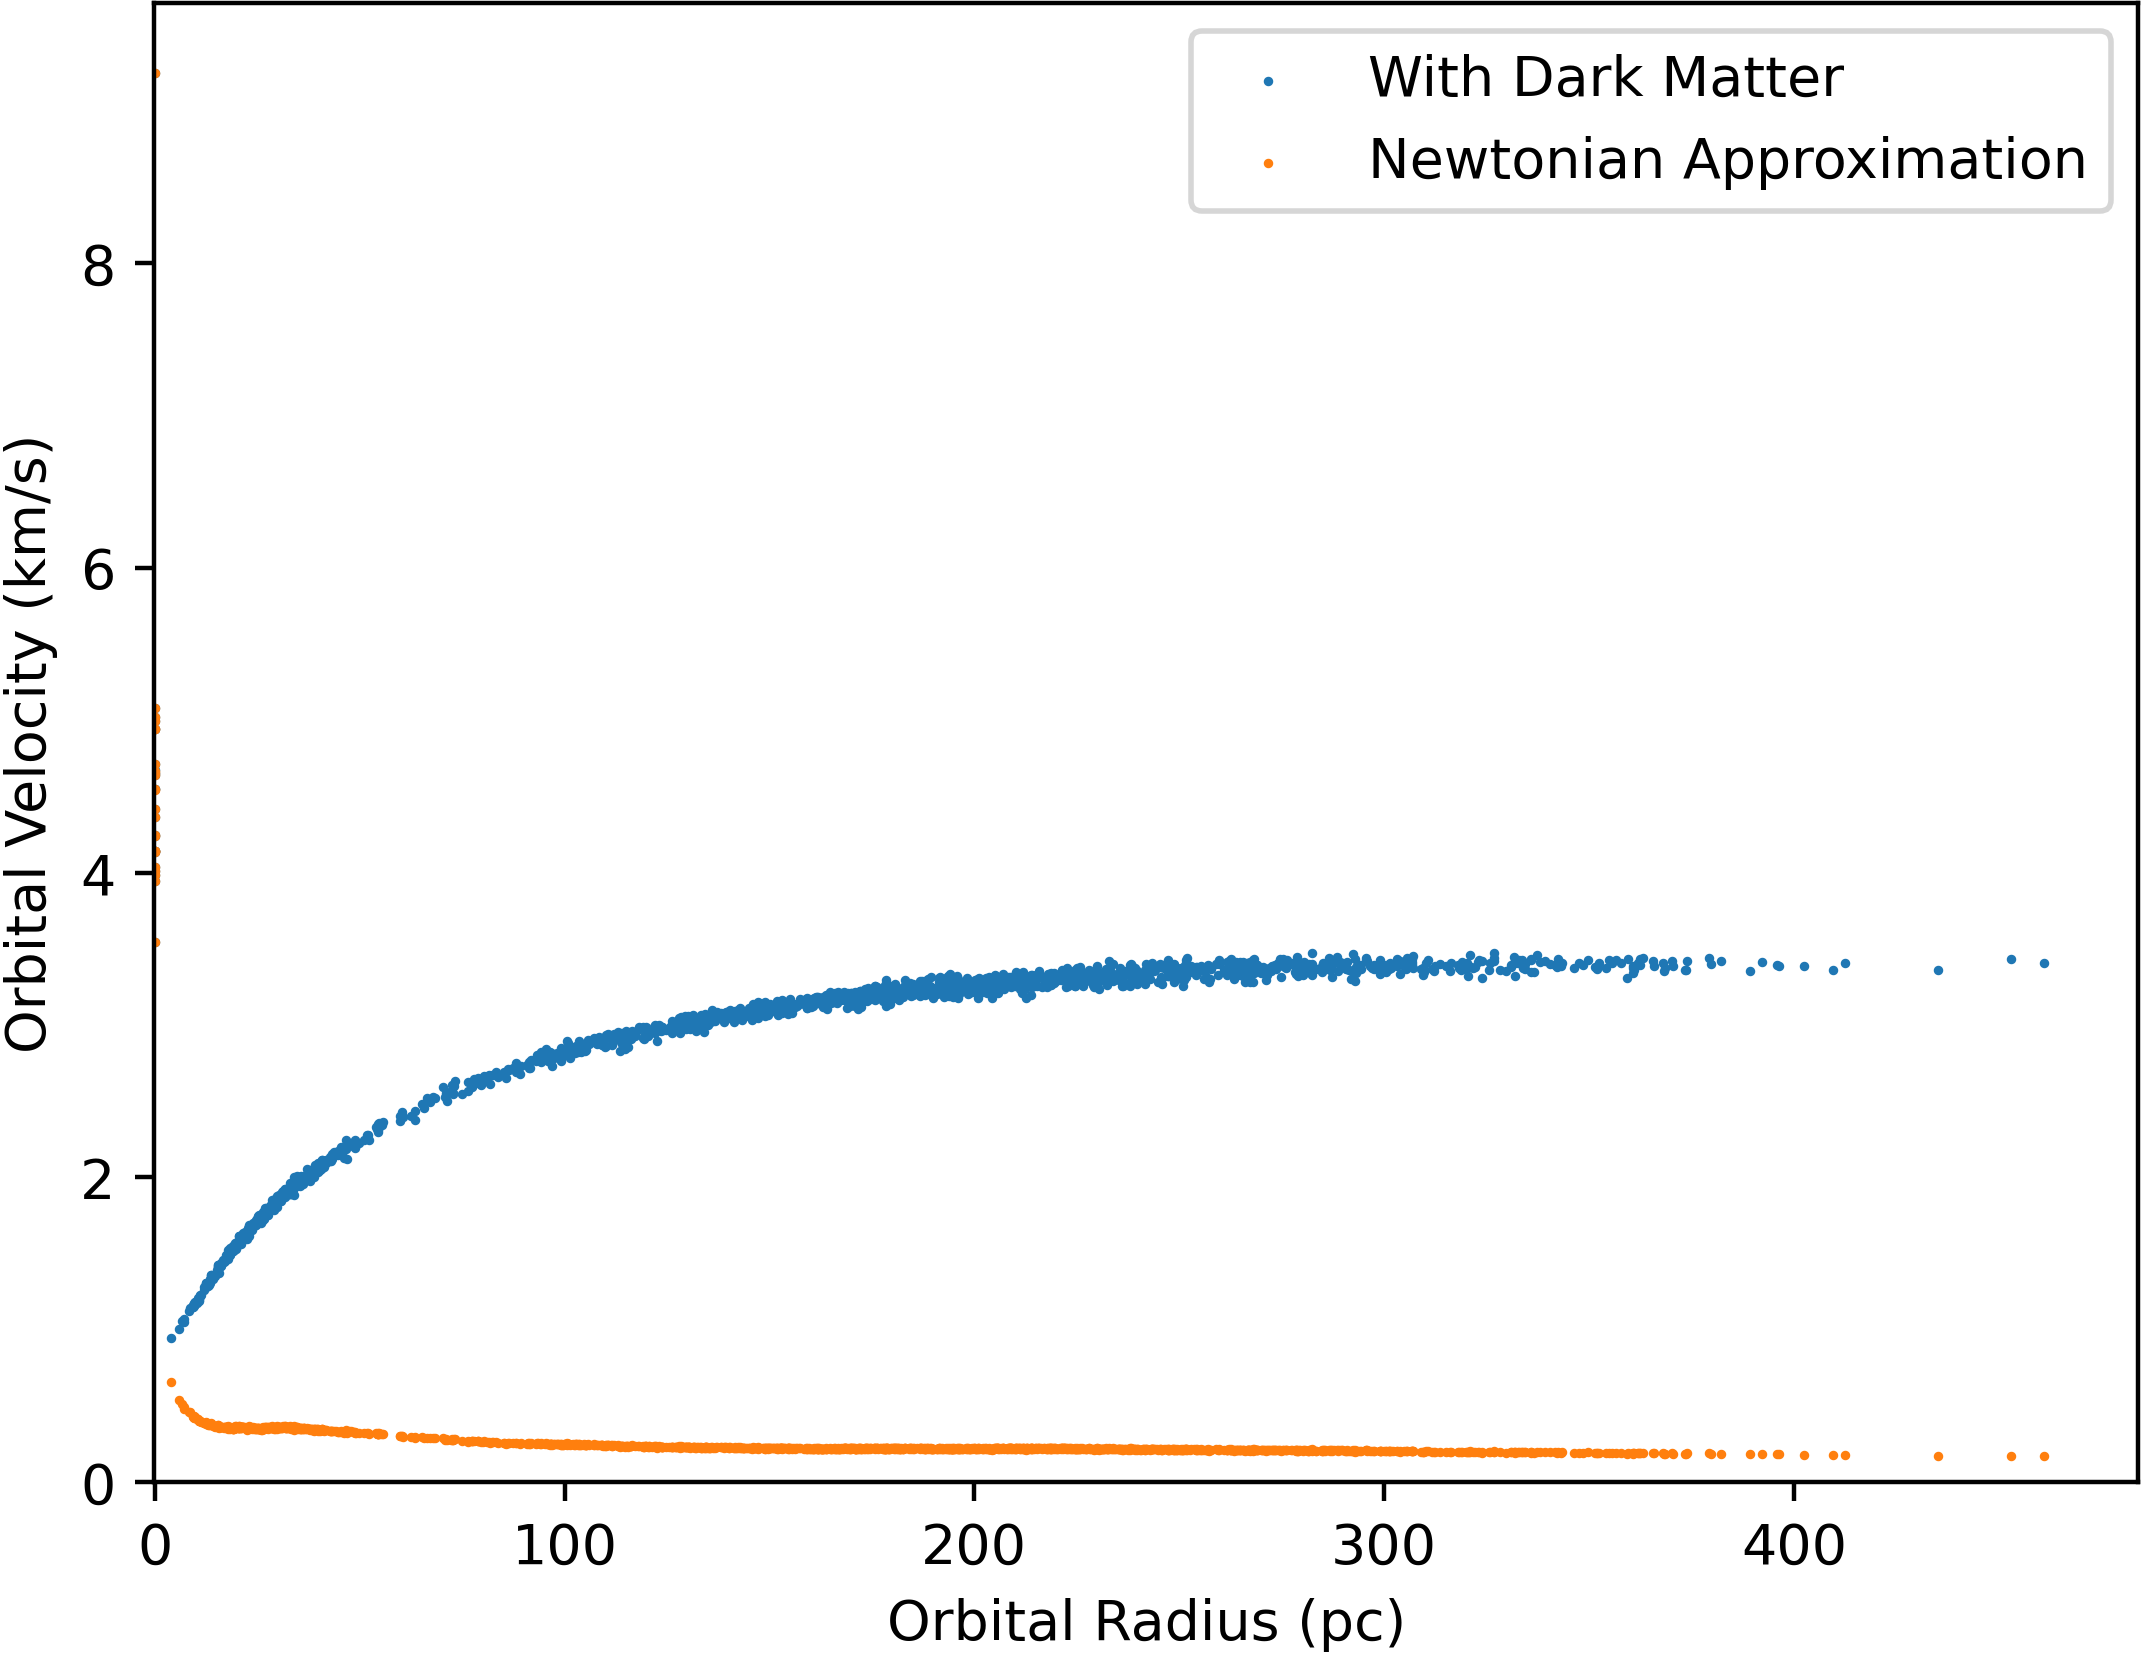 With Dark Matter
Newtonian Approximation
8
6
4
2
0
Orbital Velocity (km/s)
0 100 200 300 400
Orbital Radius (pc)